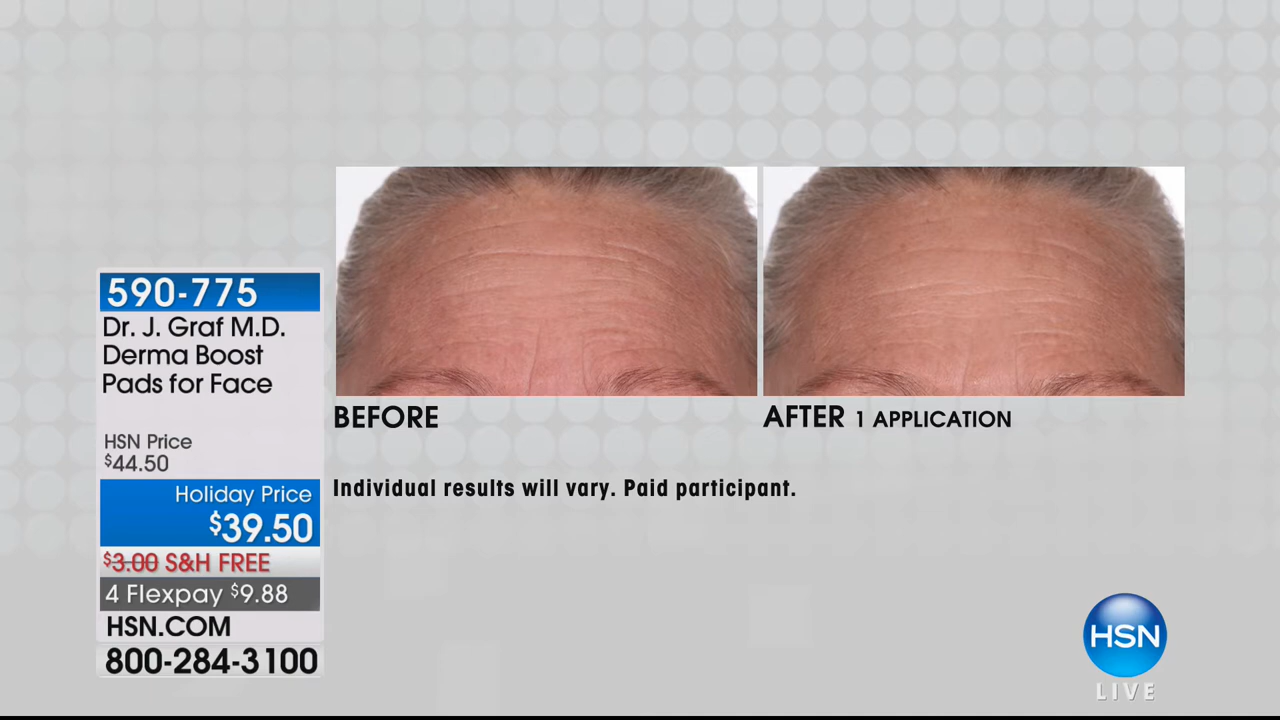 590-775
Dr. J. Graf M.D.
Derma Boost
Pads for Face
HSN Price
$44.50
Holiday Price
$39.50
$3.00 S&H FREE
4 Flexpay $9.88
HSN.COM
800-284-3100
BEFORE
AFTER 1 APPLICATION
Individual results will vary. Paid participant.
HSN
LIVE